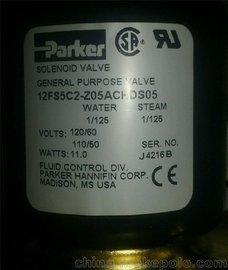 Parker
SOLENOID VALVE
GENERAL PURPOSE VALVE
12FS5C2-Z05ACHDS05
WATER STEAM
1/125 1/125
VOLTS: 120/60
110/50
WATTS: 11.0
SER. NO.
J4216B
FLUID CONTROL DIV.
PARKER HANNIFIN CORP.
MADISON, MS USA